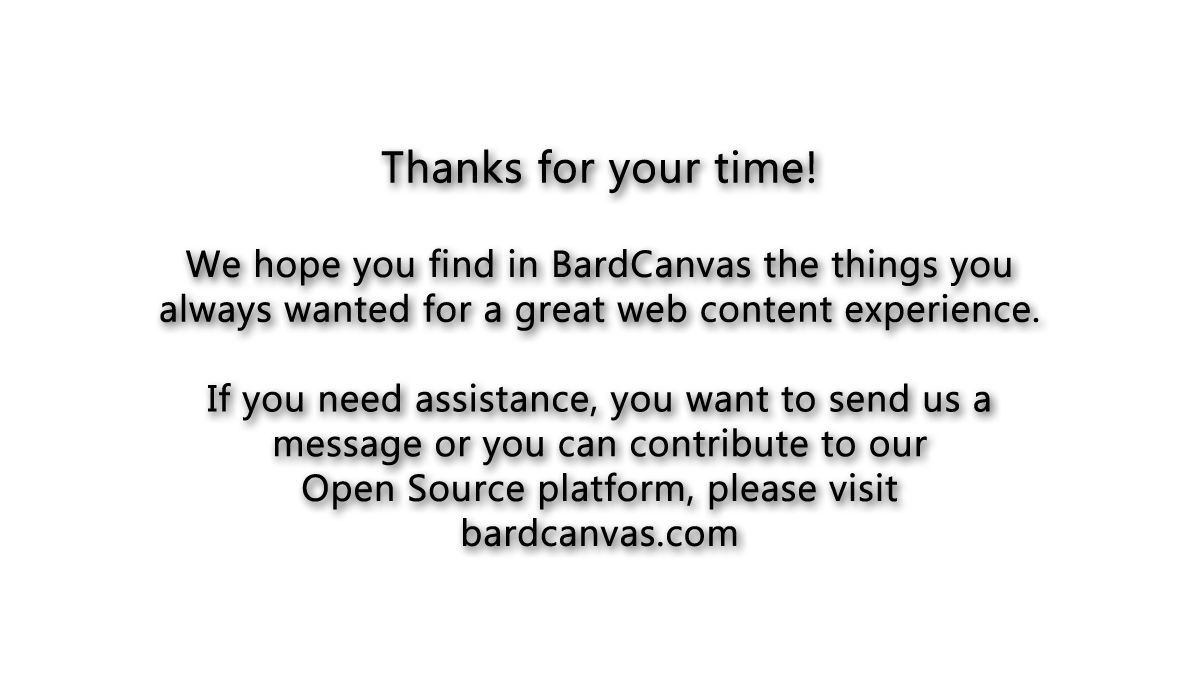 Thanks for your time!
We hope you find in BardCanvas the things you
always wanted for a great web content experience.
If you need assistance, you want to send us a
message or you can contribute to our
Open Source platform, please visit
bardcanvas.com